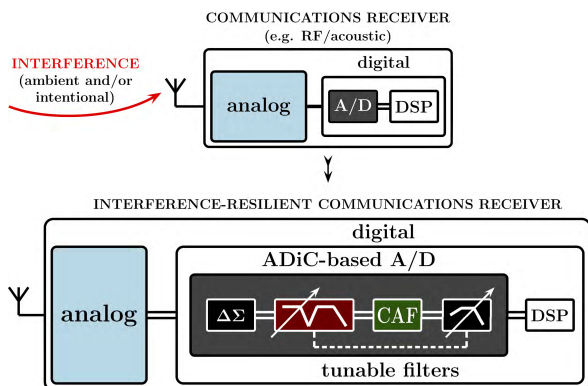 COMMUNICATIONS RECEIVER
(e.g. RF/acoustic)
INTERFERENCE
(ambient and/or
intentional)
digital
analog
A/D
DSP
INTERFERENCE-RESILIENT COMMUNICATIONS RECEIVER
digital
ADiC-based A/D
analog
ΔΣ
CAF
DSP
tunable filters